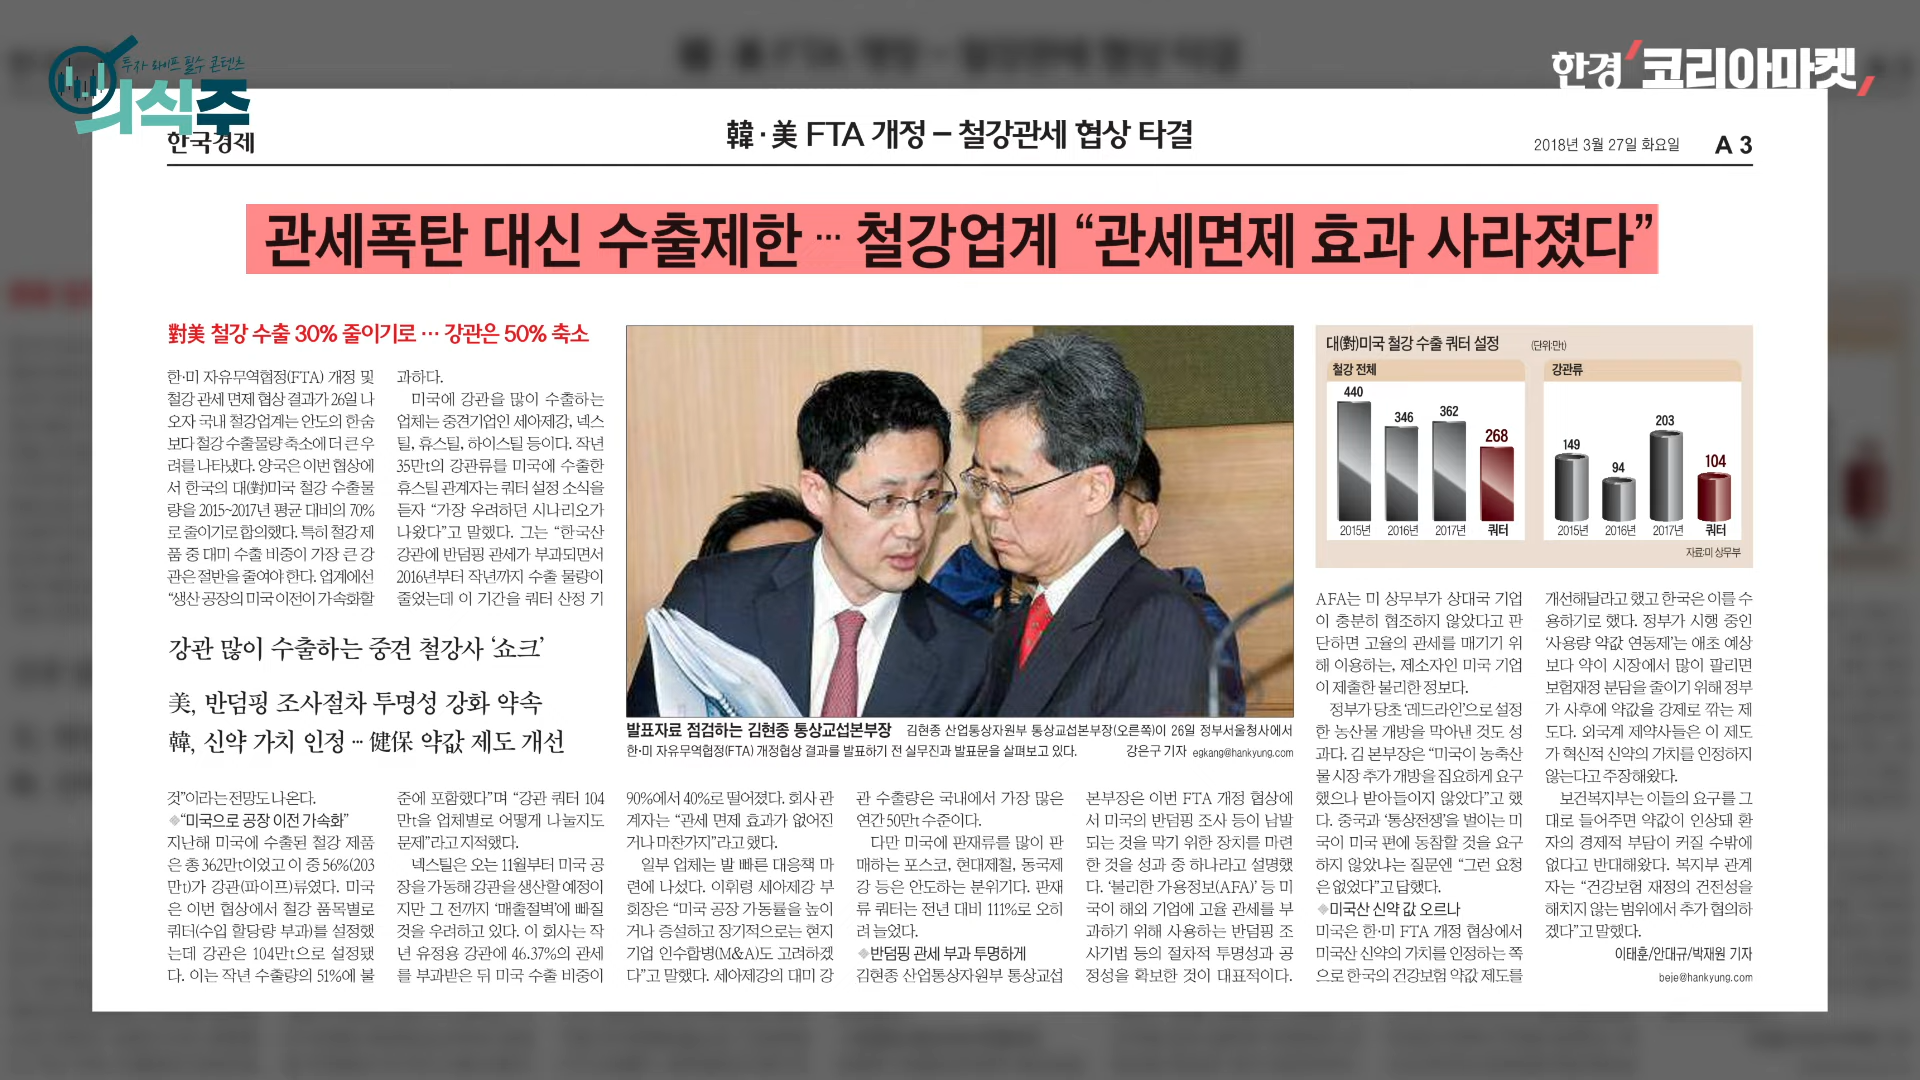 투자 와이프 필수 콘텐츠
의식주
한경 '코리아마켓,
한국경제
韓·美 FTA 개정 – 철강관세 협상 타결
2018년 3월 27일 화요일
A 3
관세폭탄 대신 수출제한 … 철강업계 “관세면제 효과 사라졌다”
對美 철강 수출 30% 줄이기로 … 강관은 50% 축소
한·미 자유무역협정(FTA) 개정 및
철강 관세 면제 협상 결과가 26일 나
오자 국내 철강업계는 안도의 한숨
보다 철강 수출물량 축소에 더 큰 우
려를 나타냈다. 양국은 이번 협상에
서 한국의 대(對)미국 철강 수출물
량을 2015~2017년 평균 대비의 70%
로 줄이기로 합의했다. 특히 철강 제
품 중 대미 수출 비중이 가장 큰 강
관은 절반을 줄여야 한다. 업계에선
“생산 공장의 미국 이전이 가속화할
과하다.
미국에 강관을 많이 수출하는
업체는 중견기업인 세아제강, 넥스
틸, 휴스틸, 하이스틸 등이다. 작년
35만t의 강관류를 미국에 수출한
휴스틸 관계자는 쿼터 설정 소식을
듣자 “가장 우려하던 시나리오가
나왔다”고 말했다. 그는 “한국산
강관에 반덤핑 관세가 부과되면서
2016년부터 작년까지 수출 물량이
줄었는데 이 기간을 쿼터 산정 기
강관 많이 수출하는 중견 철강사 ‘쇼크’
美, 반덤핑 조사절차 투명성 강화 약속
韓, 신약 가치 인정 … 健保 약값 제도 개선
것”이라는 전망도 나온다.
◈“미국으로 공장 이전 가속화”
지난해 미국에 수출된 철강 제품
은 총 362만t이었고 이 중 56%(203
만t)가 강관(파이프)류였다. 미국
은 이번 협상에서 철강 품목별로
쿼터(수입 할당량 부과)를 설정했
는데 강관은 104만t으로 설정됐
다. 이는 작년 수출량의 51%에 불
준에 포함했다”며 “강관 쿼터 104
만t을 업체별로 어떻게 나눌지도
문제”라고 지적했다.
넥스틸은 오는 11월부터 미국 공
장을 가동해 강관을 생산할 예정이
지만 그 전까지 ‘매출절벽’에 빠질
것을 우려하고 있다. 이 회사는 작
년 유정용 강관에 46.37%의 관세
를 부과받은 뒤 미국 수출 비중이
발표자료 점검하는 김현종 통상교섭본부장 김현종 산업통상자원부 통상교섭본부장(오른쪽)이 26일 정부서울청사에서
한·미 자유무역협정(FTA) 개정협상 결과를 발표하기 전 실무진과 발표문을 살펴보고 있다. 강은구 기자 egkang@hankyung.com
90%에서 40%로 떨어졌다. 회사 관
계자는 “관세 면제 효과가 없어진
거나 마찬가지”라고 했다.
일부 업체는 발 빠른 대응책 마
련에 나섰다. 이휘령 세아제강 부
회장은 “미국 공장 가동률을 높이
거나 증설하고 장기적으로는 현지
기업 인수합병(M&A)도 고려하겠
다”고 말했다. 세아제강의 대미 강
관 수출량은 국내에서 가장 많은
연간 50만t 수준이다.
다만 미국에 판재류를 많이 판
매하는 포스코, 현대제철, 동국제
강 등은 안도하는 분위기다. 판재
류 쿼터는 전년 대비 111%로 오히
려 늘었다.
◈반덤핑 관세 부과 투명하게
김현종 산업통상자원부 통상교섭
본부장은 이번 FTA 개정 협상에
서 미국의 반덤핑 조사 등이 남발
되는 것을 막기 위한 장치를 마련
한 것을 성과 중 하나라고 설명했
다. ‘불리한 가용정보(AFA)’ 등 미
국이 해외 기업에 고율 관세를 부
과하기 위해 사용하는 반덤핑 조
사기법 등의 절차적 투명성과 공
정성을 확보한 것이 대표적이다.
대(對)미국 철강 수출 쿼터 설정 (단위:만t)
철강 전체
440
346
362
268
2015년 2016년 2017년 쿼터
강관류
149
94
203
104
2015년 2016년 2017년 쿼터
자료:미 상무부
AFA는 미 상무부가 상대국 기업
이 충분히 협조하지 않았다고 판
단하면 고율의 관세를 매기기 위
해 이용하는, 제소자인 미국 기업
이 제출한 불리한 정보다.
정부가 당초 ‘레드라인’으로 설정
한 농산물 개방을 막아낸 것도 성
과다. 김 본부장은 “미국이 농축산
물 시장 추가 개방을 집요하게 요구
했으나 받아들이지 않았다”고 했
다. 중국과 ‘통상전쟁’을 벌이는 미
국이 미국 편에 동참할 것을 요구
하지 않았냐는 질문엔 “그런 요청
은 없었다”고 답했다.
◈미국산 신약 값 오르나
미국은 한·미 FTA 개정 협상에서
미국산 신약의 가치를 인정하는 쪽
으로 한국의 건강보험 약값 제도를
개선해달라고 했고 한국은 이를 수
용하기로 했다. 정부가 시행 중인
‘사용량 약값 연동제’는 애초 예상
보다 약이 시장에서 많이 팔리면
보험재정 분담을 줄이기 위해 정부
가 사후에 약값을 강제로 깎는 제
도다. 외국계 제약사들은 이 제도
가 혁신적 신약의 가치를 인정하지
않는다고 주장해왔다.
보건복지부는 이들의 요구를 그
대로 들어주면 약값이 인상돼 환
자의 경제적 부담이 커질 수밖에
없다고 반대해왔다. 복지부 관계
자는 “건강보험 재정의 건전성을
해치지 않는 범위에서 추가 협의하
겠다”고 말했다.
이태훈/안대규/박재원 기자
beje@hankyung.com